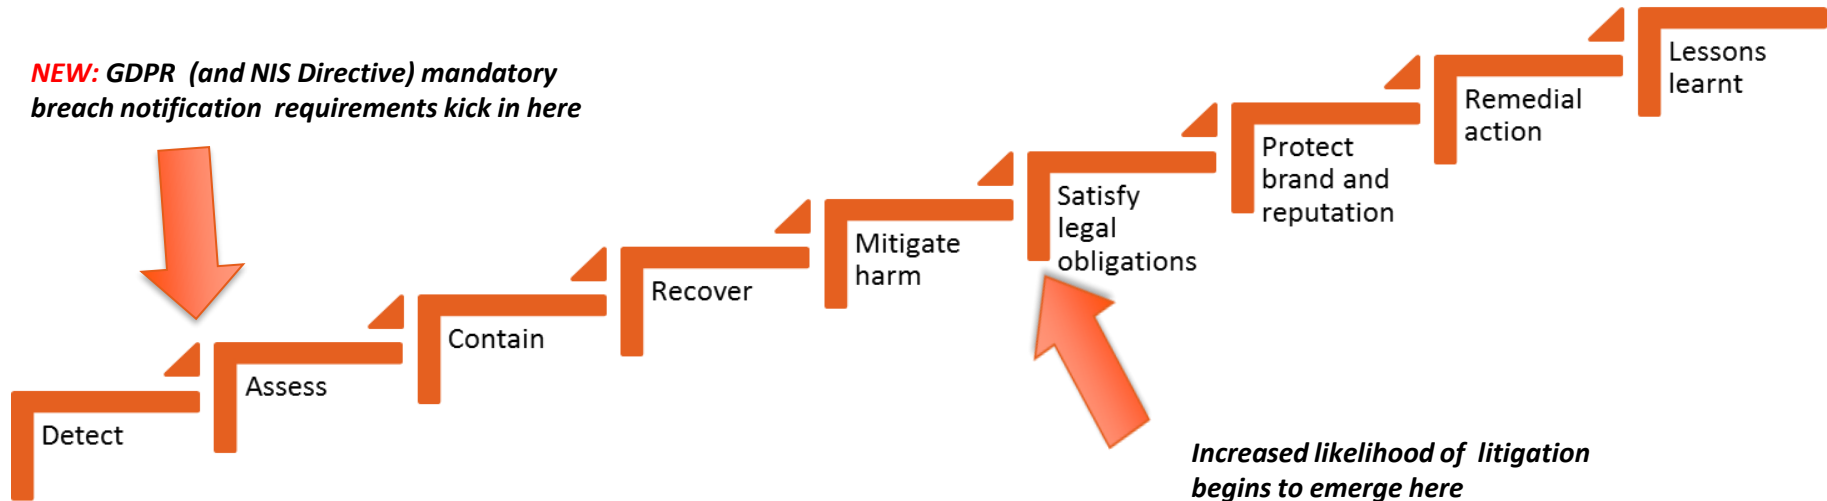 NEW: GDPR (and NIS Directive) mandatory
breach notification requirements kick in here
Detect
Assess
Contain
Recover
Mitigate
harm
Satisfy
legal
obligations
Protect
brand and
reputation
Remedial
action
Lessons
learnt
Increased likelihood of litigation
begins to emerge here